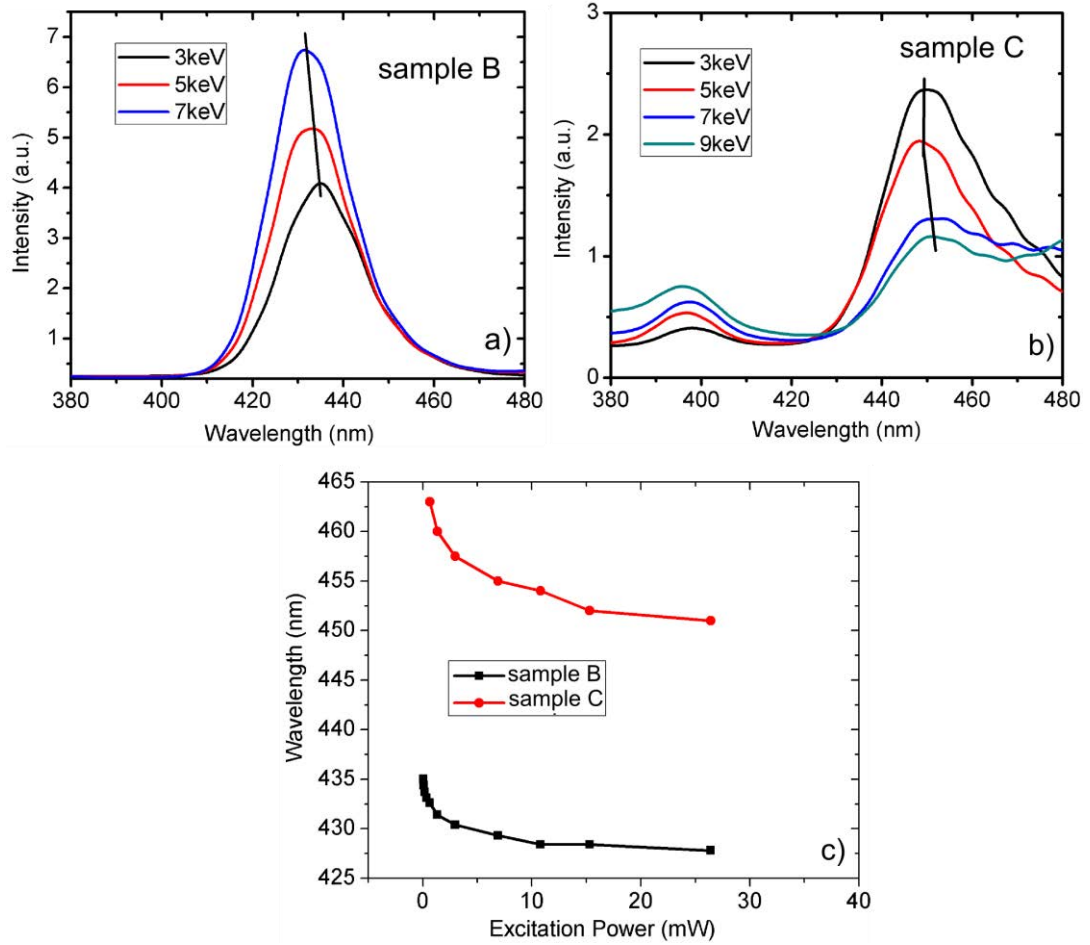 7
6
5
4
3
2
1
Intensity (a.u.)
3keV
5keV
7keV
sample B
a)
380 400 420 440 460 480
Wavelength (nm)
3
2
1
0
Intensity (a.u.)
3keV
5keV
7keV
9keV
sample C
b)
380 400 420 440 460 480
Wavelength (nm)
465
460
455
450
445
440
435
430
425
Wavelength (nm)
sample B
sample C
c)
0 10 20 30 40
Excitation Power (mW)